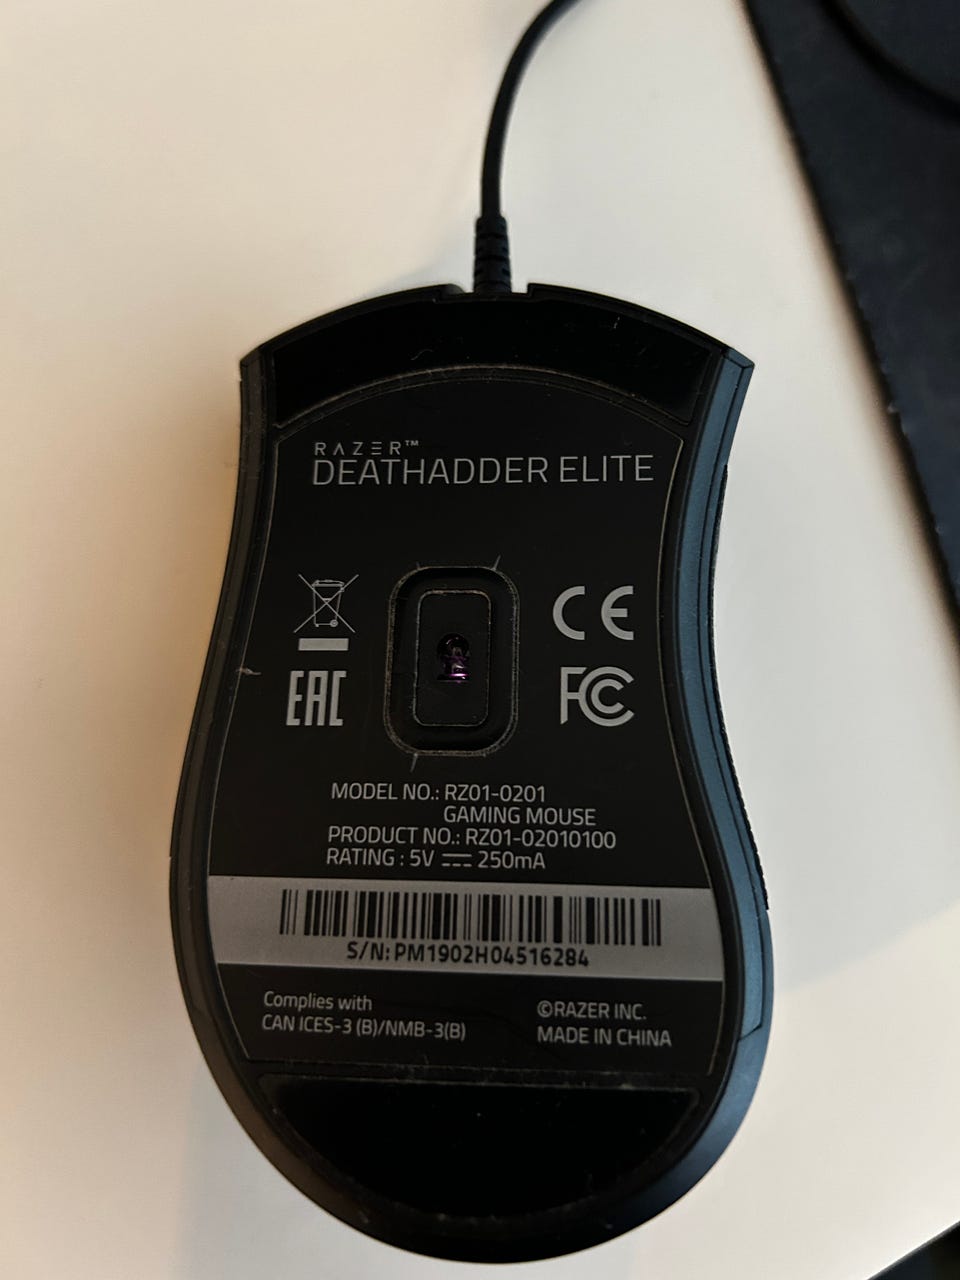 RAZER™
DEATHADDER ELITE
CE
EAC
FC
MODEL NO.: RZ01-0201
GAMING MOUSE
PRODUCT NO.: RZ01-02010100
RATING : 5V ⎓ 250mA
S/N: PM1902H04516284
Complies with
CAN ICES-3 (B)/NMB-3(B)
©RAZER INC.
MADE IN CHINA